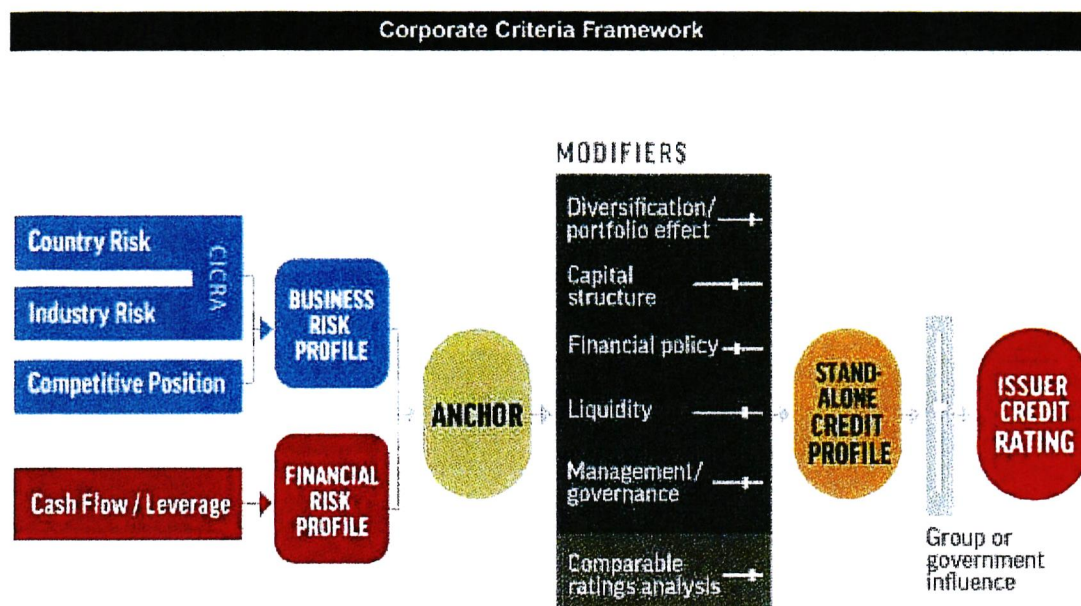 Corporate Criteria Framework
MODIFIERS
Country Risk
Industry Risk
CICRA
Competitive Position
Cash Flow / Leverage
BUSINESS
RISK
PROFILE
FINANCIAL
RISK
PROFILE
ANCHOR
Diversification/
portfolio effect
Capital
structure
Financial policy
Liquidity
Management/
governance
Comparable
ratings analysis
STAND-
ALONE
CREDIT
PROFILE
Group or
government
influence
ISSUER
CREDIT
RATING